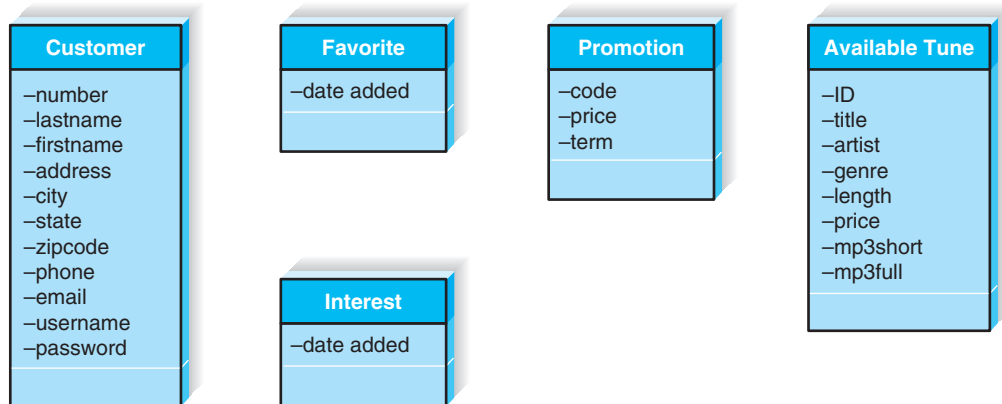 Customer
–number
–lastname
–firstname
–address
–city
–state
–zipcode
–phone
–email
–username
–password
Favorite
–date added
Interest
–date added
Promotion
–code
–price
–term
Available Tune
–ID
–title
–artist
–genre
–length
–price
–mp3short
–mp3full